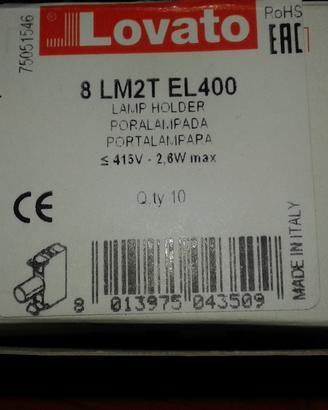 75051546
Lovato
RoHS
EAC
8 LM2T EL400
LAMP HOLDER
PORALAMPADA
PORTALAMPARA
≤ 415V - 2,6W max
CE
Q.ty 10
MADE IN ITALY
8 013975 043509